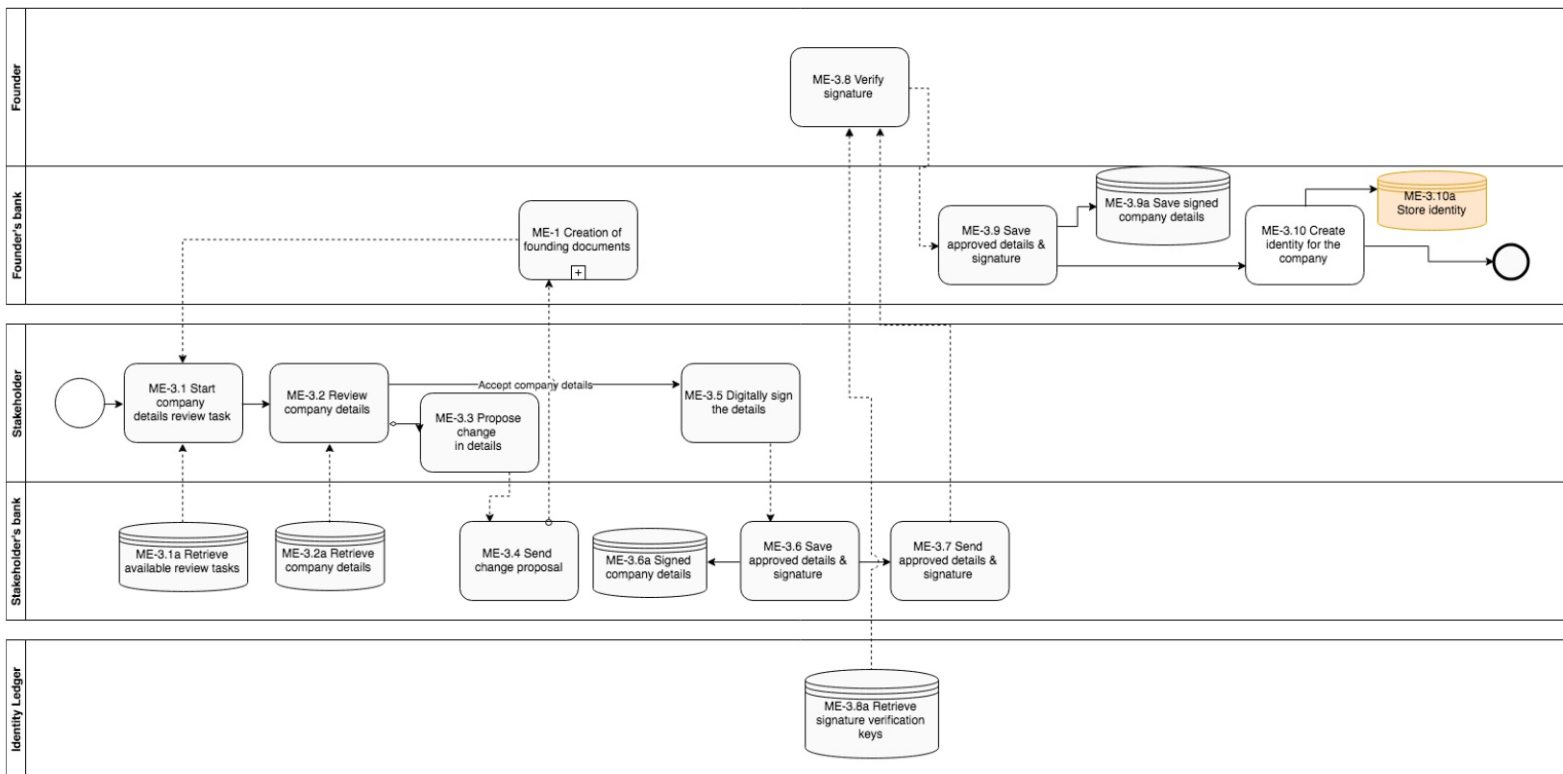 Founder
ME-3.8 Verify
signature
Founder's bank
ME-1 Creation of
founding documents
+
ME-3.9 Save
approved details &
signature
ME-3.9a Save signed
company details
ME-3.10 Create
identity for the
company
ME-3.10a
Store identity
Stakeholder
ME-3.1 Start
company
details review task
ME-3.2 Review
company details
Accept company details
ME-3.3 Propose
change
in details
ME-3.5 Digitally sign
the details
Stakeholder's bank
ME-3.1a Retrieve
available review tasks
ME-3.2a Retrieve
company details
ME-3.4 Send
change proposal
ME-3.6a Signed
company details
ME-3.6 Save
approved details &
signature
ME-3.7 Send
approved details &
signature
Identity Ledger
ME-3.8a Retrieve
signature verification
keys